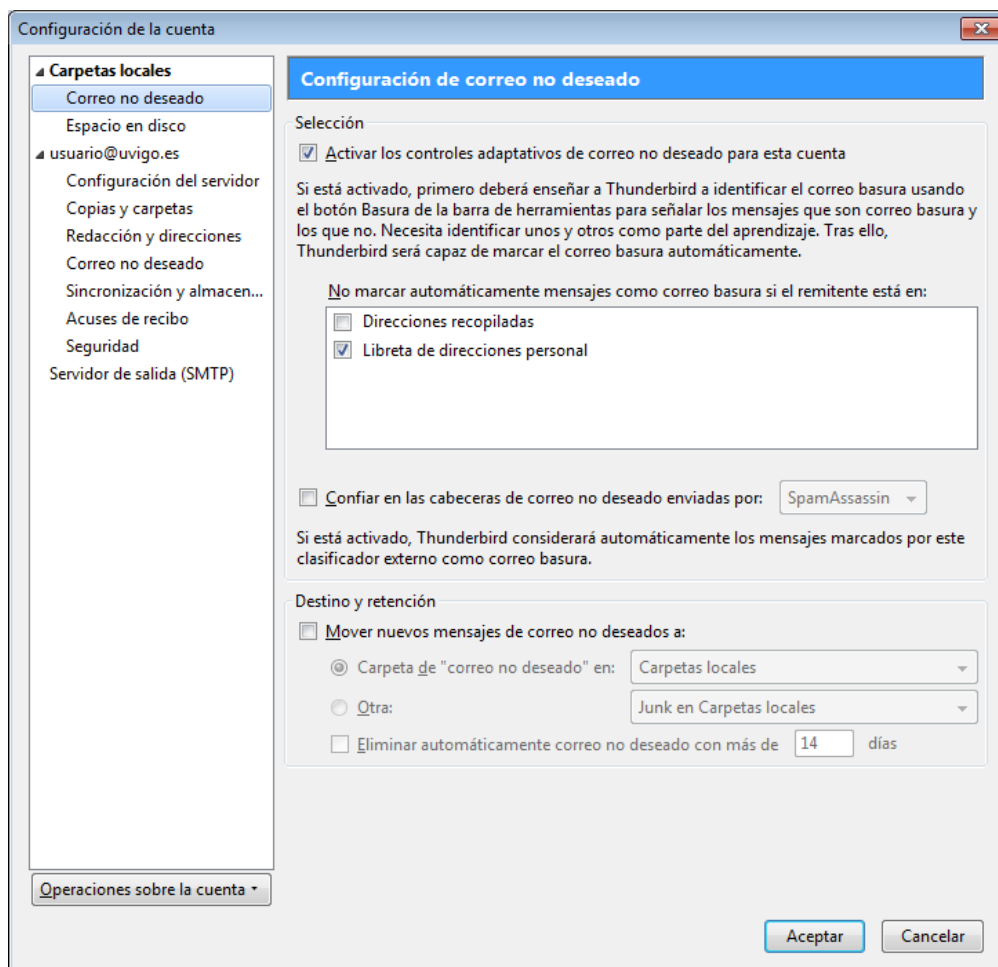 Configuración de la cuenta
Carpetas locales
Correo no deseado
Espacio en disco
usuario@uvigo.es
Configuración del servidor
Copias y carpetas
Redacción y direcciones
Correo no deseado
Sincronización y almacen...
Acuses de recibo
Seguridad
Servidor de salida (SMTP)
Operaciones sobre la cuenta
Configuración de correo no deseado
Selección
Activar los controles adaptativos de correo no deseado para esta cuenta
Si está activado, primero deberá enseñar a Thunderbird a identificar el correo basura usando
el botón Basura de la barra de herramientas para señalar los mensajes que son correo basura y
los que no. Necesita identificar unos y otros como parte del aprendizaje. Tras ello,
Thunderbird será capaz de marcar el correo basura automáticamente.
No marcar automáticamente mensajes como correo basura si el remitente está en:
Direcciones recopiladas
Libreta de direcciones personal
Confiar en las cabeceras de correo no deseado enviadas por: SpamAssassin
Si está activado, Thunderbird considerará automáticamente los mensajes marcados por este
clasificador externo como correo basura.
Destino y retención
Mover nuevos mensajes de correo no deseados a:
Carpeta de "correo no deseado" en: Carpetas locales
Otra: Junk en Carpetas locales
Eliminar automáticamente correo no deseado con más de 14 días
Aceptar Cancelar